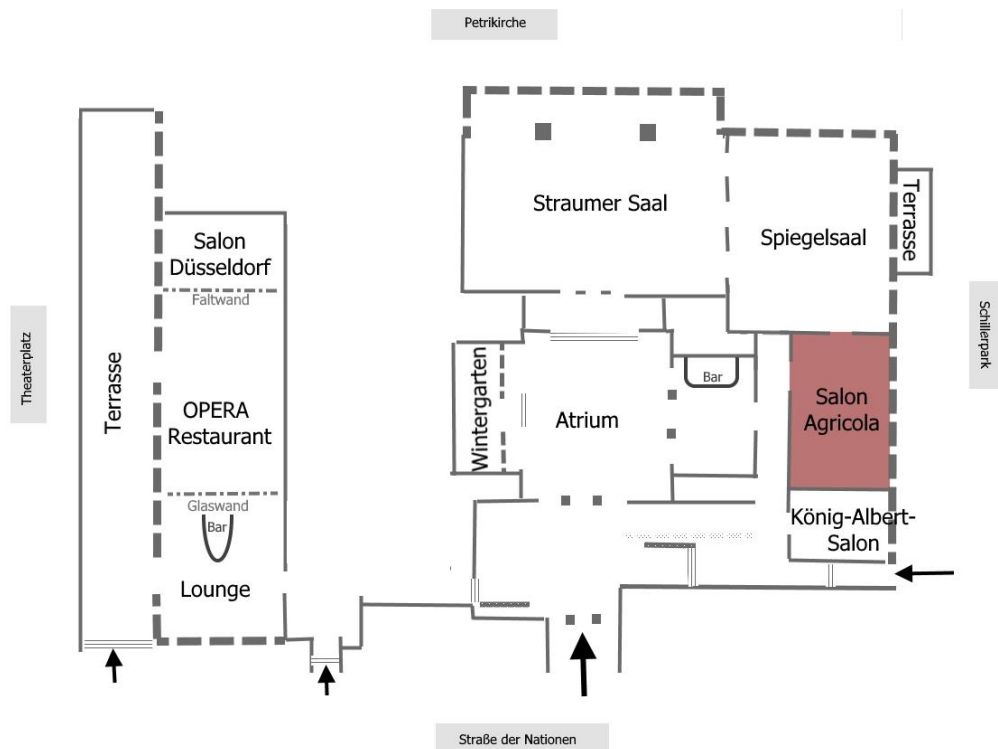 Petrikirche
Straumer Saal
Spiegelsaal
Terrasse
Salon
Düsseldorf
Faltwand
Theaterplatz
Terrasse
OPERA
Restaurant
Glaswand
Bar
Lounge
Wintergarten
Atrium
Bar
Salon
Agricola
König-Albert-
Salon
Schillerpark
Straße der Nationen